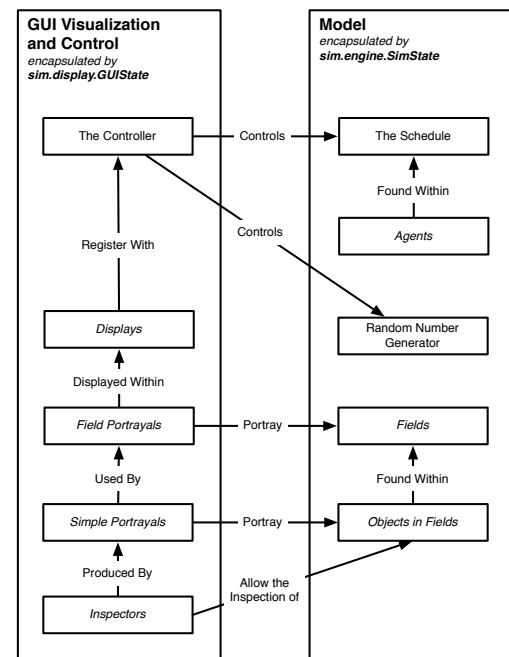 GUI Visualization
and Control
encapsulated by
sim.display.GUIState
Model
encapsulated by
sim.engine.SimState
The Controller
Controls
The Schedule
Found Within
Agents
Controls
Register With
Random Number
Generator
Displays
Displayed Within
Field Portrayals
Portray
Fields
Used By
Found Within
Simple Portrayals
Portray
Objects in Fields
Produced By
Allow the
Inspection of
Inspectors